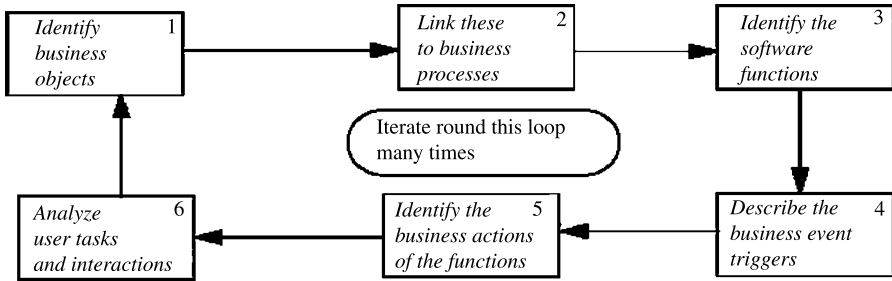 Identify 1
business
objects
Link these 2
to business
processes
Identify the 3
software
functions
Iterate round this loop
many times
Analyze 6
user tasks
and interactions
Identify the 5
business actions
of the functions
Describe the 4
business event
triggers